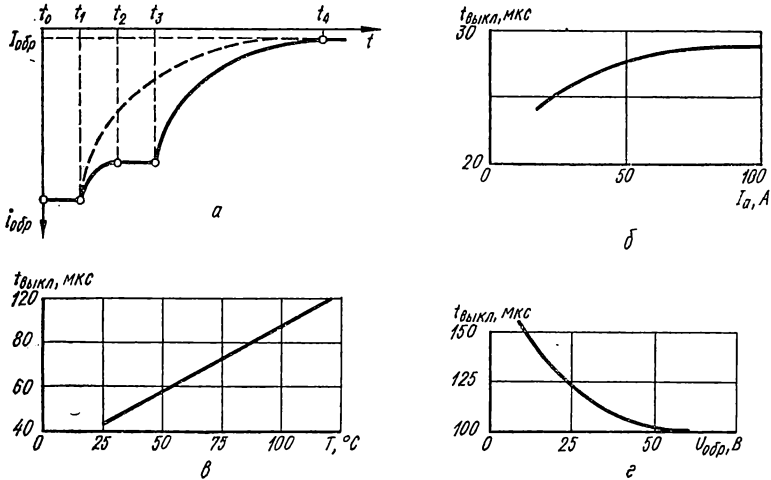 t₀ t₁ t₂ t₃ t₄
Iобр
t
iобр
а
tвыкл, мкс
30
20
0 50 100
Iа, А
б
tвыкл, мкс
120
80
60
40
0 25 50 75 100 T, °C
в
tвыкл, мкс
150
125
100
0 25 50 Uобр, В
г